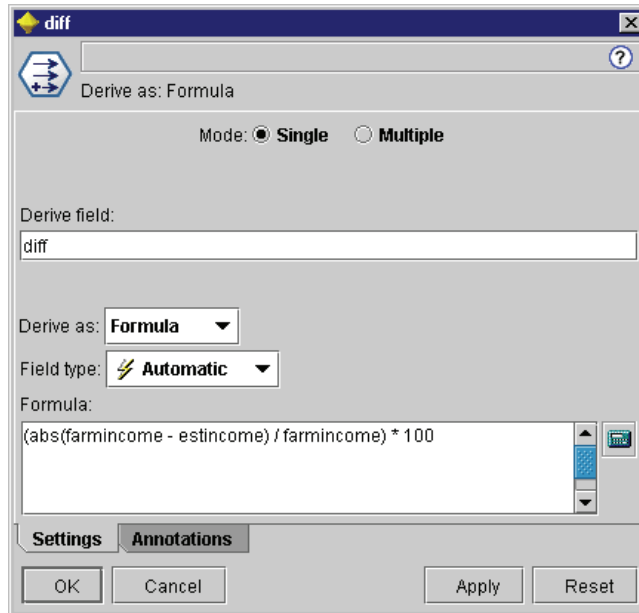 diff
Derive as: Formula
Mode: Single Multiple
Derive field:
diff
Derive as: Formula
Field type: Automatic
Formula:
(abs(farmincome - estincome) / farmincome) * 100
Settings Annotations
OK Cancel Apply Reset